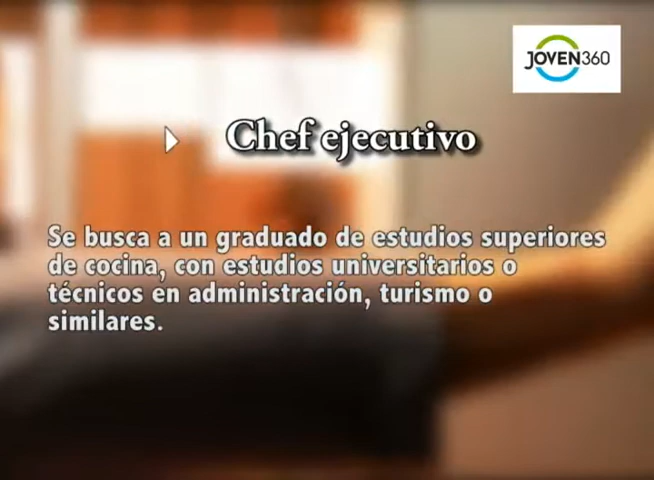 JOVEN360
Chef ejecutivo
Se busca a un graduado de estudios superiores
de cocina, con estudios universitarios o
técnicos en administración, turismo o
similares.